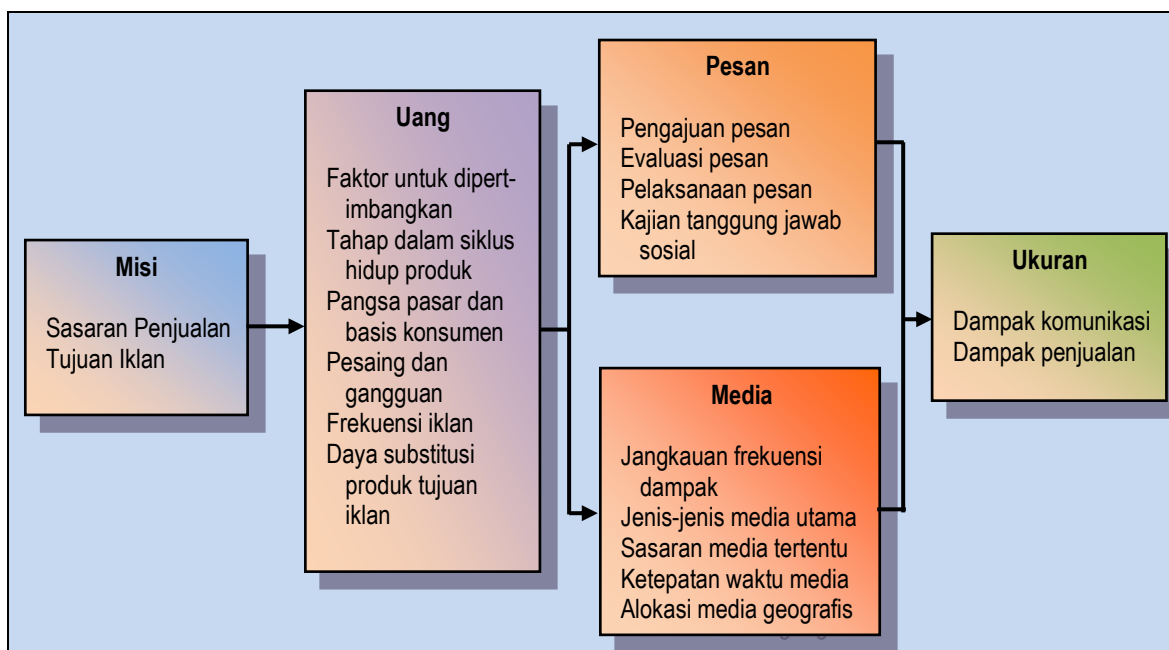 Misi
Sasaran Penjualan
Tujuan Iklan
Uang
Faktor untuk dipert-
imbangkan
Tahap dalam siklus
hidup produk
Pangsa pasar dan
basis konsumen
Pesaing dan
gangguan
Frekuensi iklan
Daya substitusi
produk tujuan
iklan
Pesan
Pengajuan pesan
Evaluasi pesan
Pelaksanaan pesan
Kajian tanggung jawab
sosial
Media
Jangkauan frekuensi
dampak
Jenis-jenis media utama
Sasaran media tertentu
Ketepatan waktu media
Alokasi media geografis
Ukuran
Dampak komunikasi
Dampak penjualan